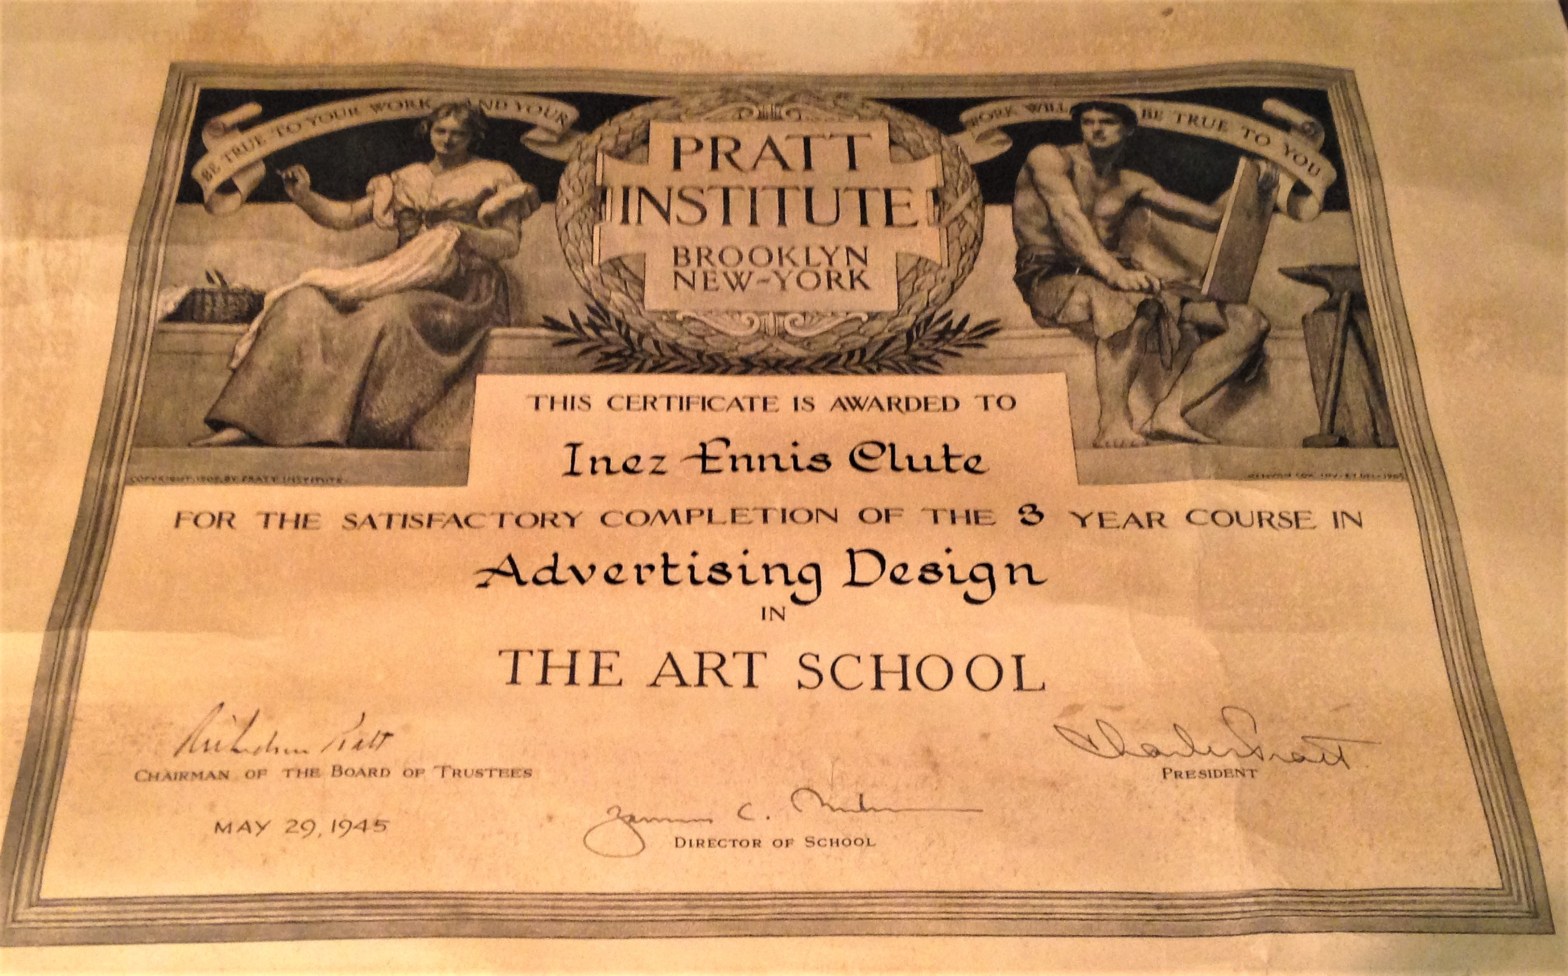 BE TRUE TO YOUR WORK AND YOUR
WORK WILL BE TRUE TO YOU
PRATT
INSTITUTE
BROOKLYN
NEW-YORK
THIS CERTIFICATE IS AWARDED TO
Inez Ennis Clute
FOR THE SATISFACTORY COMPLETION OF THE 3 YEAR COURSE IN
Advertising Design
IN
THE ART SCHOOL
Charles Pratt
CHAIRMAN OF THE BOARD OF TRUSTEES
PRESIDENT
MAY 29, 1945
DIRECTOR OF SCHOOL